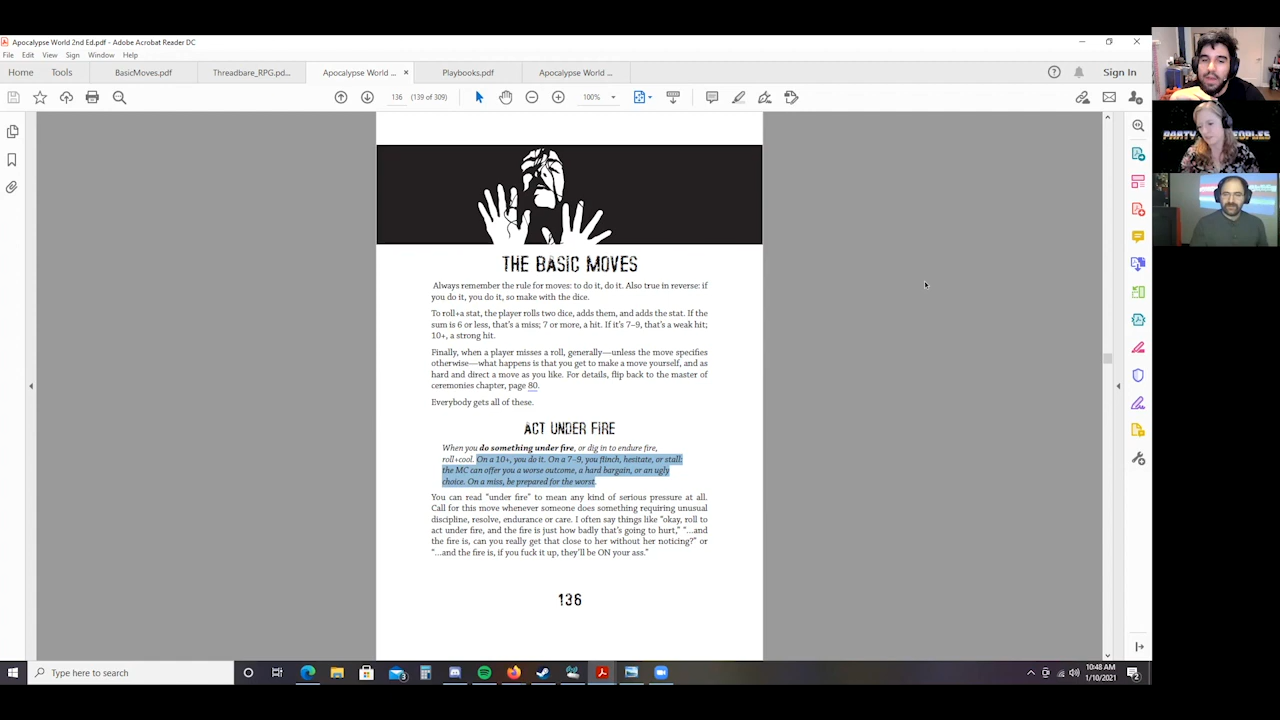 Apocalypse World 2nd Ed.pdf - Adobe Acrobat Reader DC
File Edit View Sign Window Help
Home Tools BasicMoves.pdf Threadbare_RPG.pd... Apocalypse World ... × Playbooks.pdf Apocalypse World ... Sign In
136 (139 of 309) 100%
THE BASIC MOVES
Always remember the rule for moves: to do it, do it. Also true in reverse: if
you do it, you do it, so make with the dice.
To roll+a stat, the player rolls two dice, adds them, and adds the stat. If the
sum is 6 or less, that's a miss; 7 or more, a hit. If it's 7–9, that's a weak hit;
10+, a strong hit.
Finally, when a player misses a roll, generally—unless the move specifies
otherwise—what happens is that you get to make a move yourself, and as
hard and direct a move as you like. For details, flip back to the master of
ceremonies chapter, page 80.
Everybody gets all of these.
ACT UNDER FIRE
When you do something under fire, or dig in to endure fire,
roll+cool. On a 10+, you do it. On a 7–9, you flinch, hesitate, or stall:
the MC can offer you a worse outcome, a hard bargain, or an ugly
choice. On a miss, be prepared for the worst.
You can read "under fire" to mean any kind of serious pressure at all.
Call for this move whenever someone does something requiring unusual
discipline, resolve, endurance or care. I often say things like "okay, roll to
act under fire, and the fire is just how badly that's going to hurt," "…and
the fire is, can you really get that close to her without her noticing?" or
"…and the fire is, if you fuck it up, they'll be ON your ass."
136
Type here to search
10:48 AM
1/10/2021